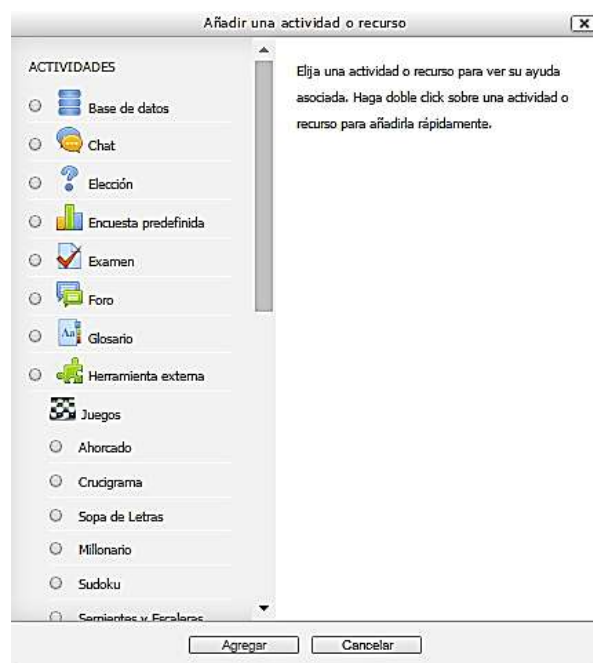 Añadir una actividad o recurso
ACTIVIDADES
Base de datos
Chat
Elección
Encuesta predefinida
Examen
Foro
Glosario
Herramienta externa
Juegos
Ahorcado
Crucigrama
Sopa de Letras
Millonario
Sudoku
Serpientes y Escaleras
Elija una actividad o recurso para ver su ayuda
asociada. Haga doble click sobre una actividad o
recurso para añadirla rápidamente.
Agregar
Cancelar